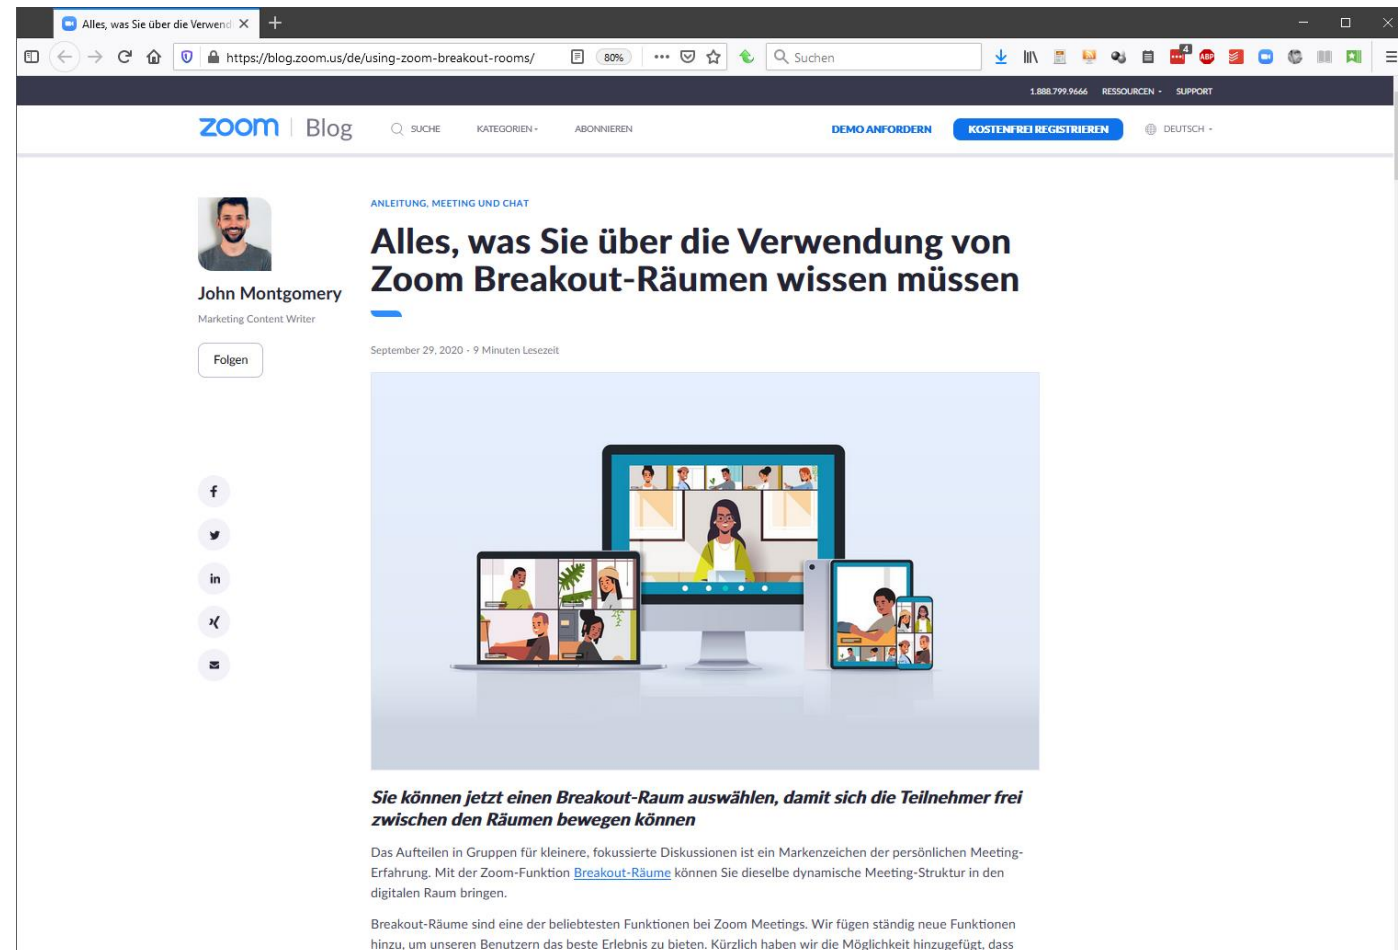 Alles, was Sie über die Verwend
https://blog.zoom.us/de/using-zoom-breakout-rooms/
80%
Suchen
4
ABP
1.888.799.9666 RESSOURCEN SUPPORT
zoom Blog
SUCHE KATEGORIEN ABONNIEREN
DEMO ANFORDERN KOSTENFREI REGISTRIEREN DEUTSCH
ANLEITUNG, MEETING UND CHAT
Alles, was Sie über die Verwendung von
Zoom Breakout-Räumen wissen müssen
John Montgomery
Marketing Content Writer
Folgen
September 29, 2020 - 9 Minuten Lesezeit
f
in
Sie können jetzt einen Breakout-Raum auswählen, damit sich die Teilnehmer frei
zwischen den Räumen bewegen können
Das Aufteilen in Gruppen für kleinere, fokussierte Diskussionen ist ein Markenzeichen der persönlichen Meeting-
Erfahrung. Mit der Zoom-Funktion Breakout-Räume können Sie dieselbe dynamische Meeting-Struktur in den
digitalen Raum bringen.
Breakout-Räume sind eine der beliebtesten Funktionen bei Zoom Meetings. Wir fügen ständig neue Funktionen
hinzu, um unseren Benutzern das beste Erlebnis zu bieten. Kürzlich haben wir die Möglichkeit hinzugefügt, dass